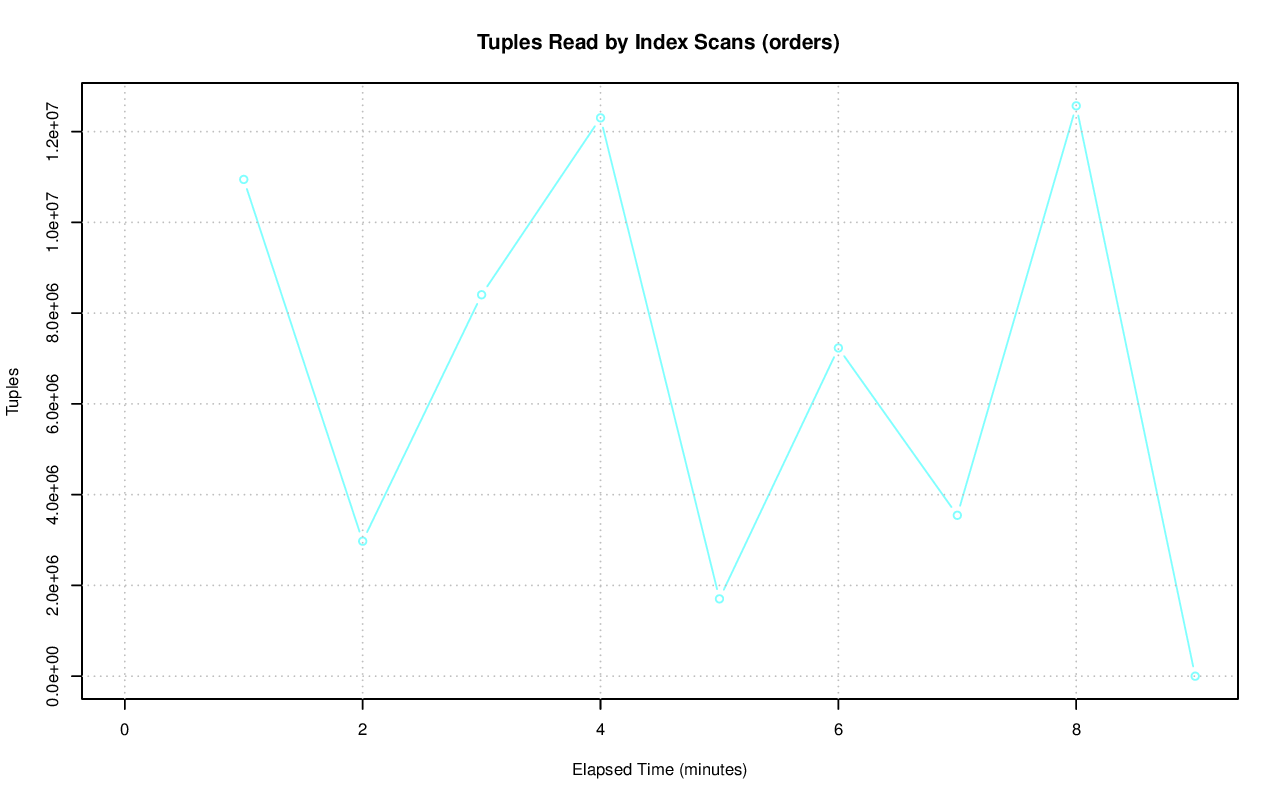 Tuples Read by Index Scans (orders)
Tuples
1.2e+07
1.0e+07
8.0e+06
6.0e+06
4.0e+06
2.0e+06
0.0e+00
0 2 4 6 8
Elapsed Time (minutes)